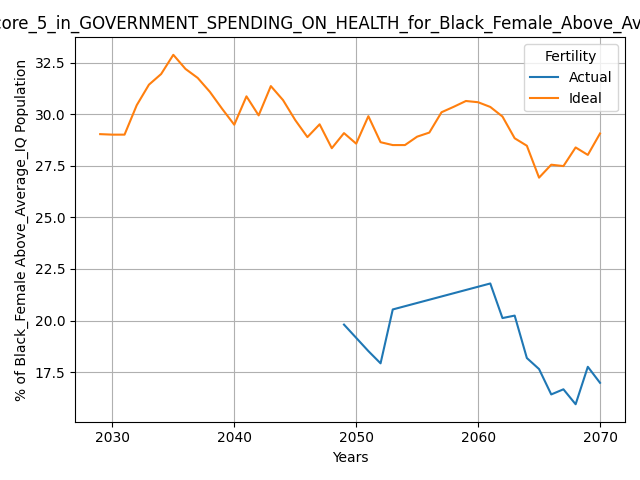 core_5_in_GOVERNMENT_SPENDING_ON_HEALTH_for_Black_Female_Above_Av
Fertility
Actual
Ideal
% of Black_Female Above_Average_IQ Population
32.5
30.0
27.5
25.0
22.5
20.0
17.5
2030 2040 2050 2060 2070
Years